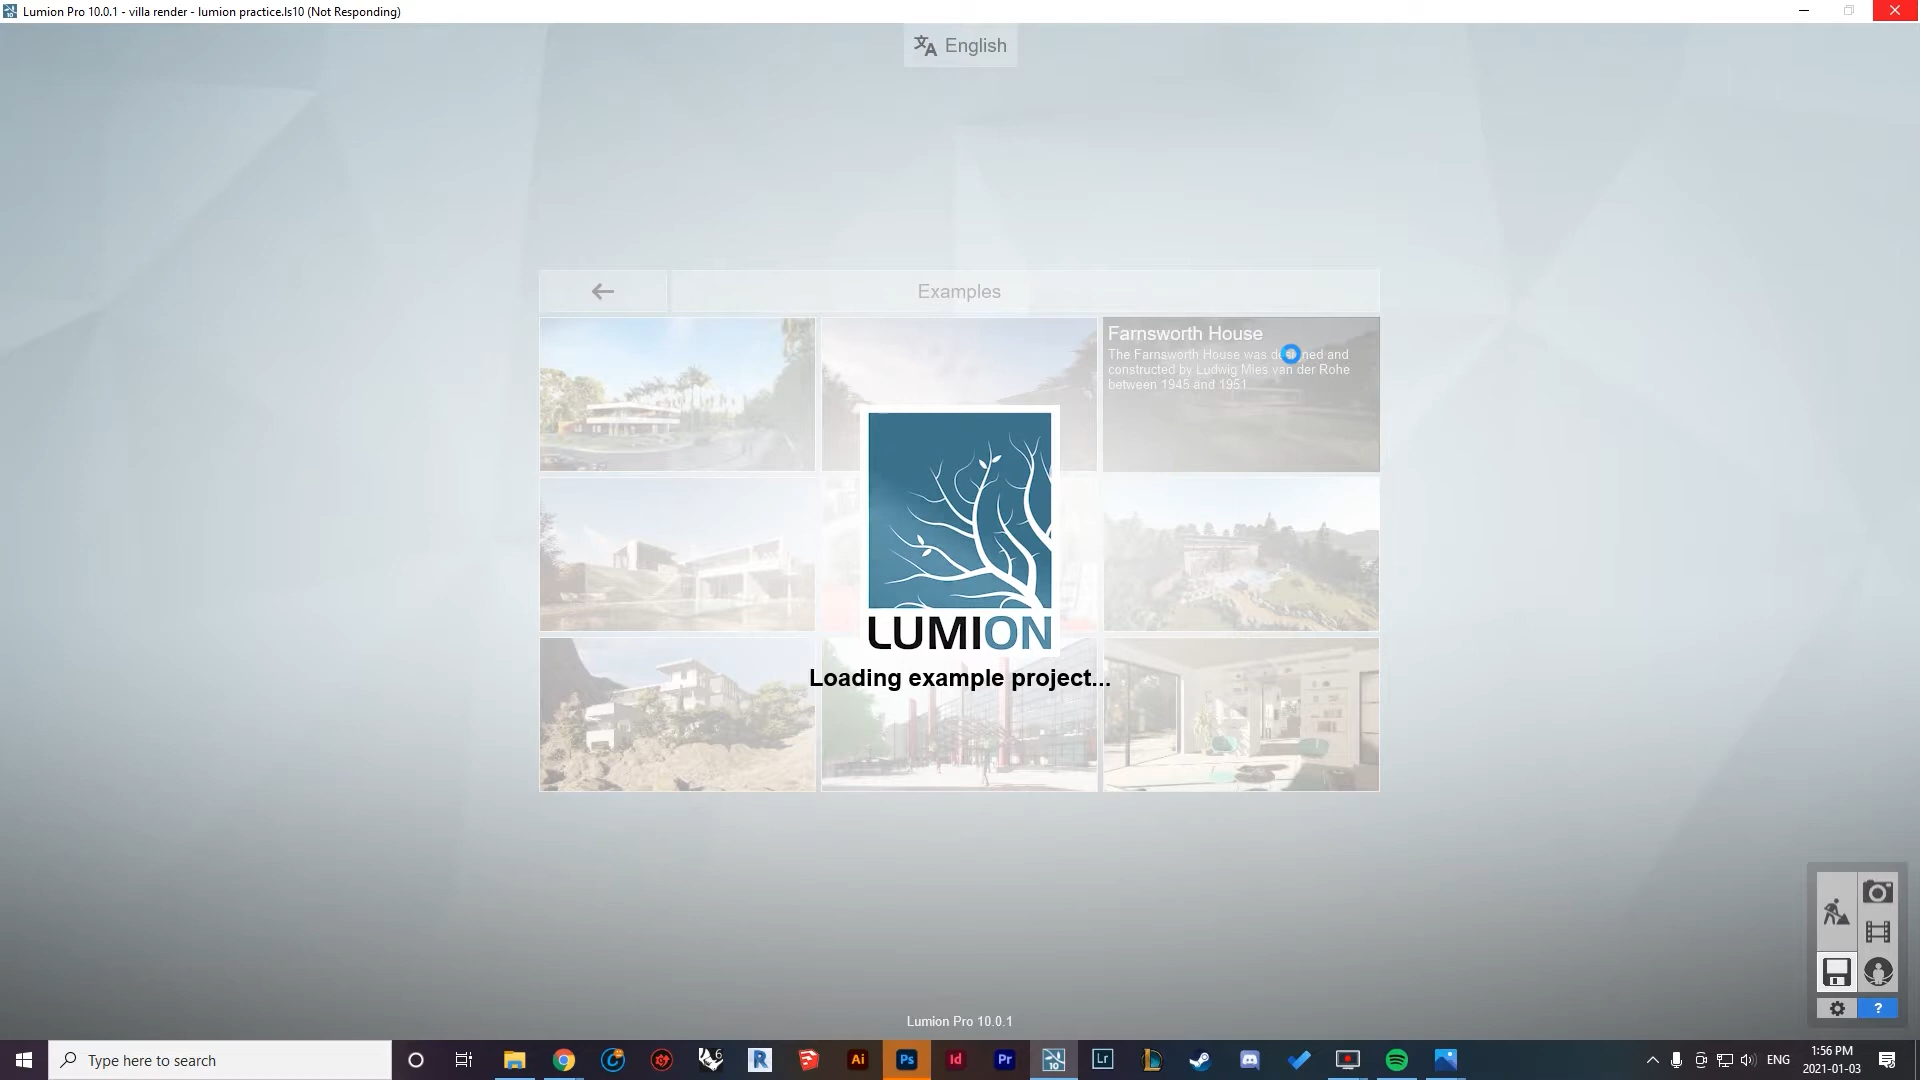 Lumion Pro 10.0.1 - villa render - lumion practice.ls10 (Not Responding)
English
Examples
Farnsworth House
The Farnsworth House was designed and
constructed by Ludwig Mies van der Rohe
between 1945 and 1951
LUMION
Loading example project...
?
Lumion Pro 10.0.1
Type here to search
6
R
Ai
Ps
Id
Pr
10
Lr
ENG
1:56 PM
2021-01-03